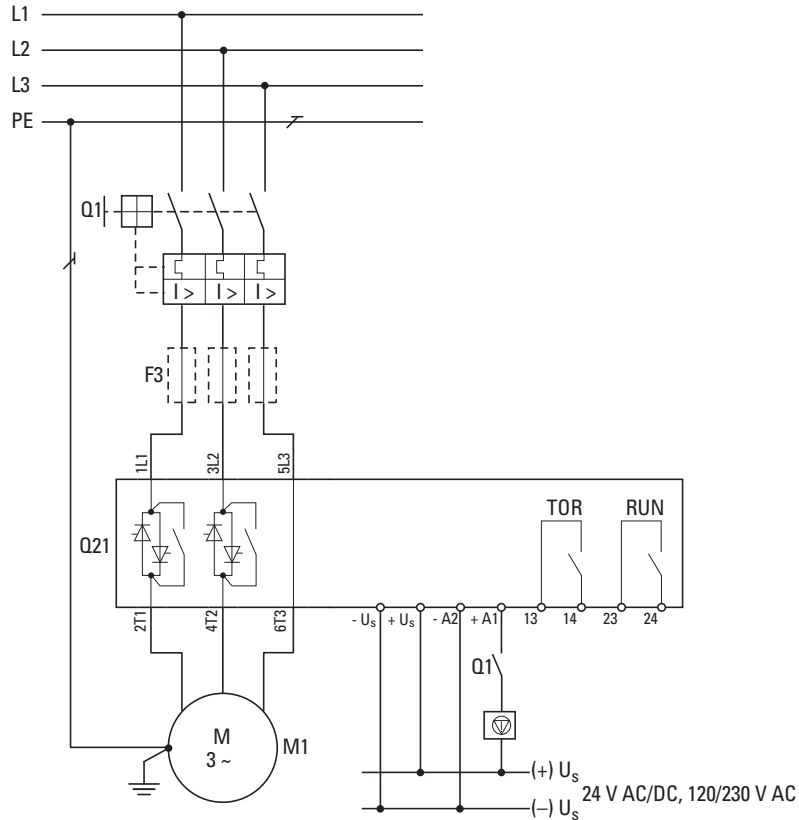 L1
L2
L3
PE
Q1
I > I > I >
F3
1L1 3L2 5L3
TOR RUN
Q21
2T1 4T2 6T3
- Us + Us - A2 + A1 13 14 23 24
Q1
M
3 ~
M1
(+) Us
24 V AC/DC, 120/230 V AC
(–) Us